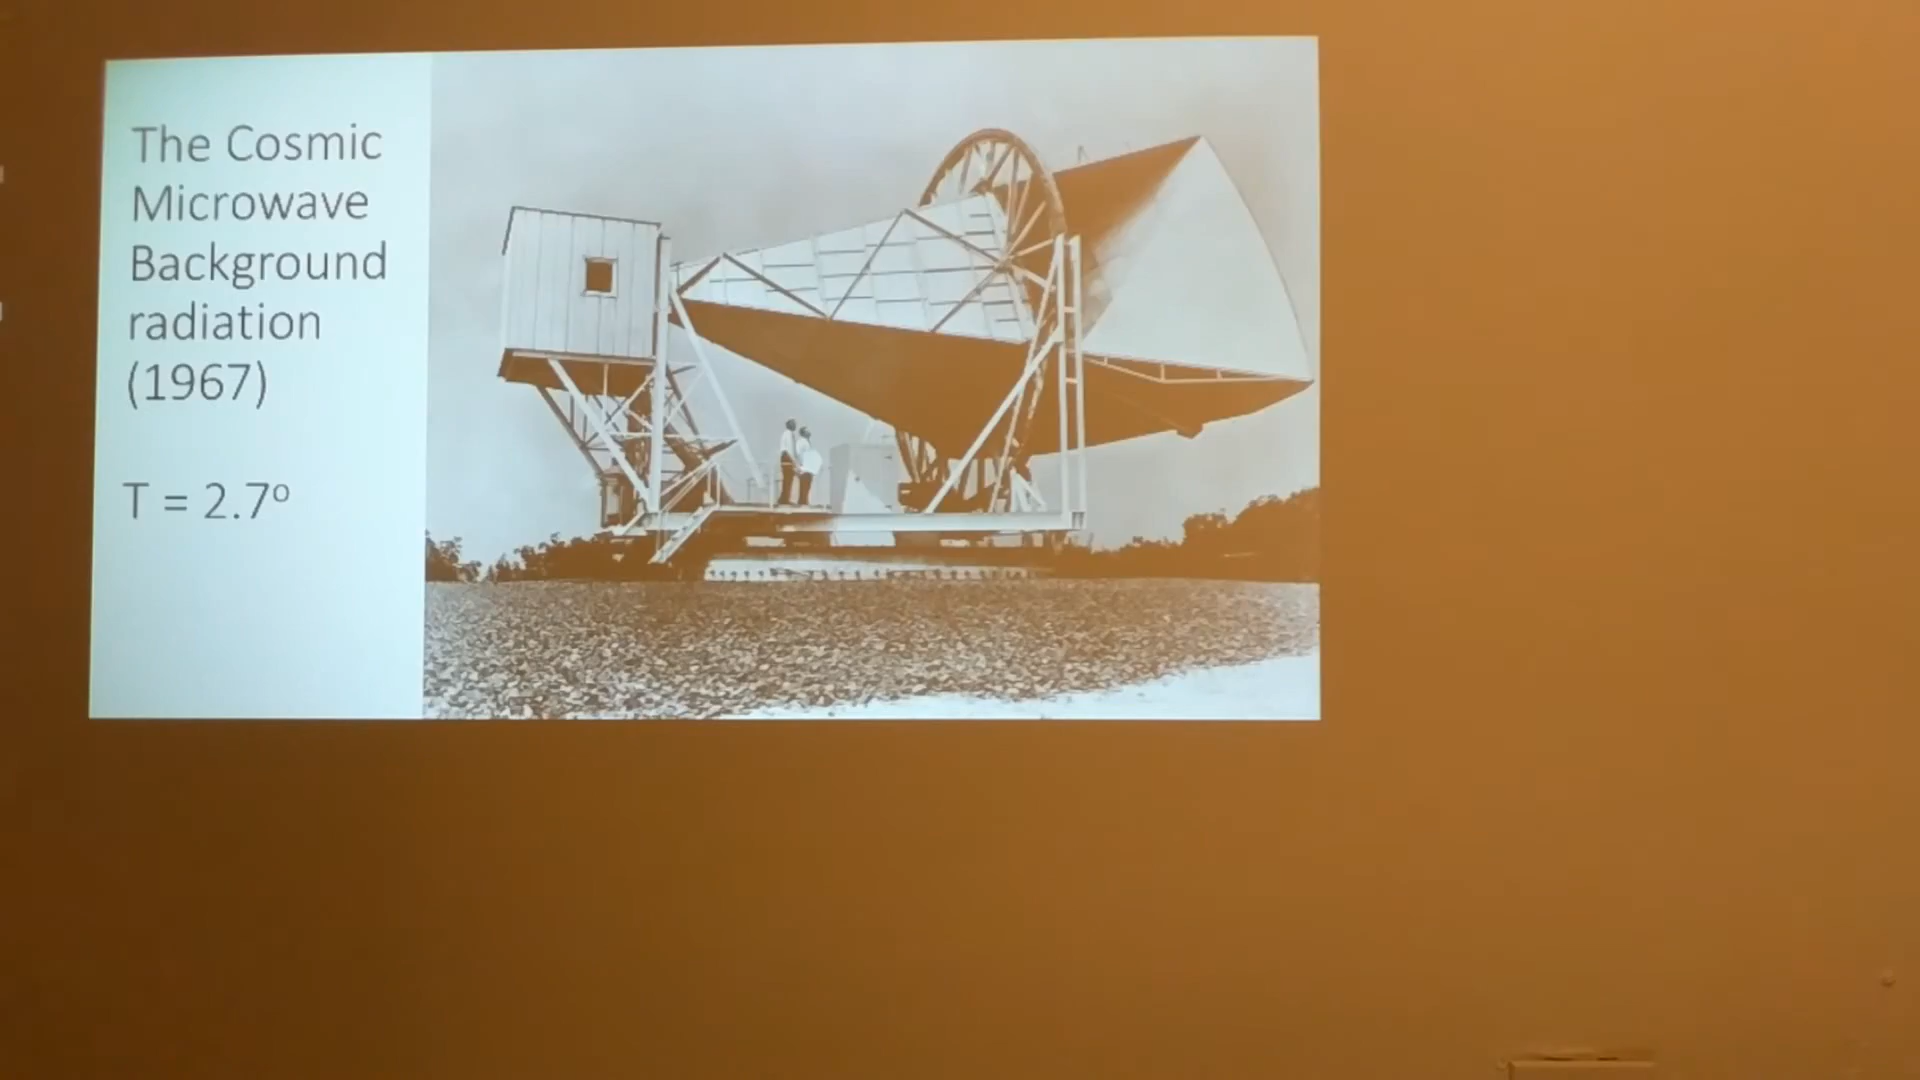 The Cosmic
Microwave
Background
radiation
(1967)
T = 2.7º